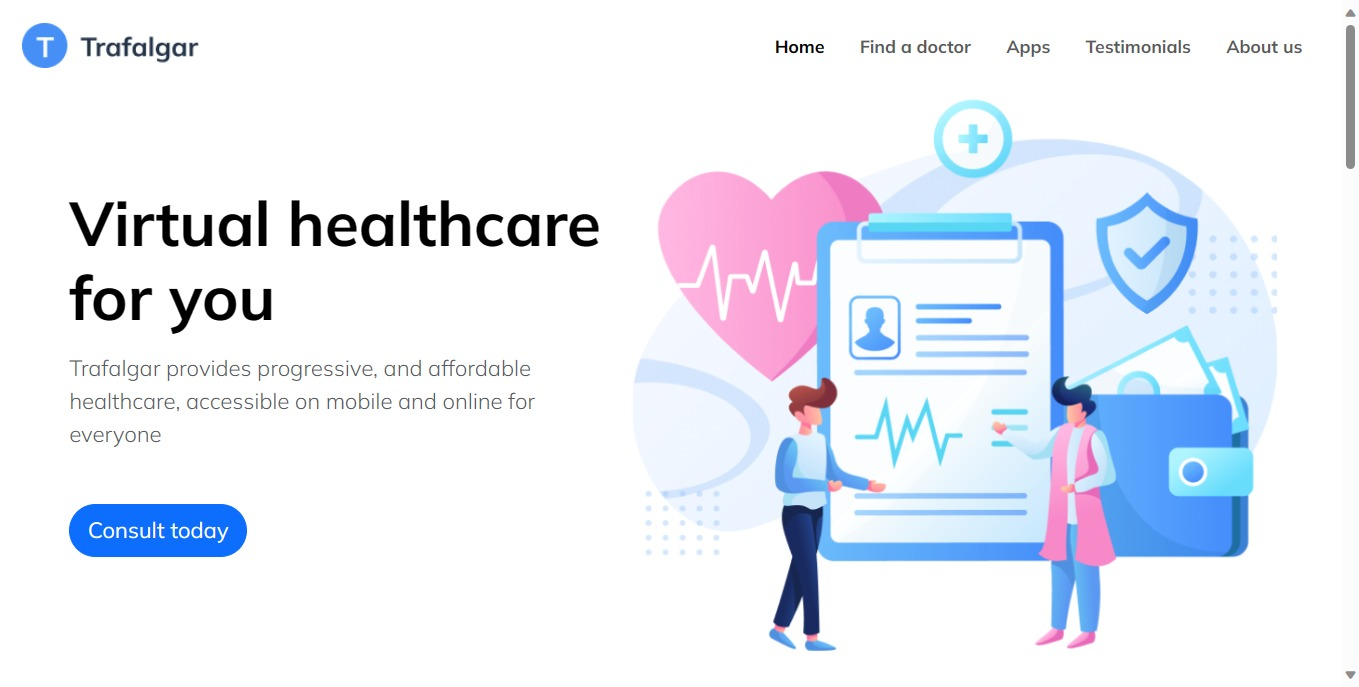 T Trafalgar
Home Find a doctor Apps Testimonials About us
Virtual healthcare
for you
Trafalgar provides progressive, and affordable
healthcare, accessible on mobile and online for
everyone
Consult today